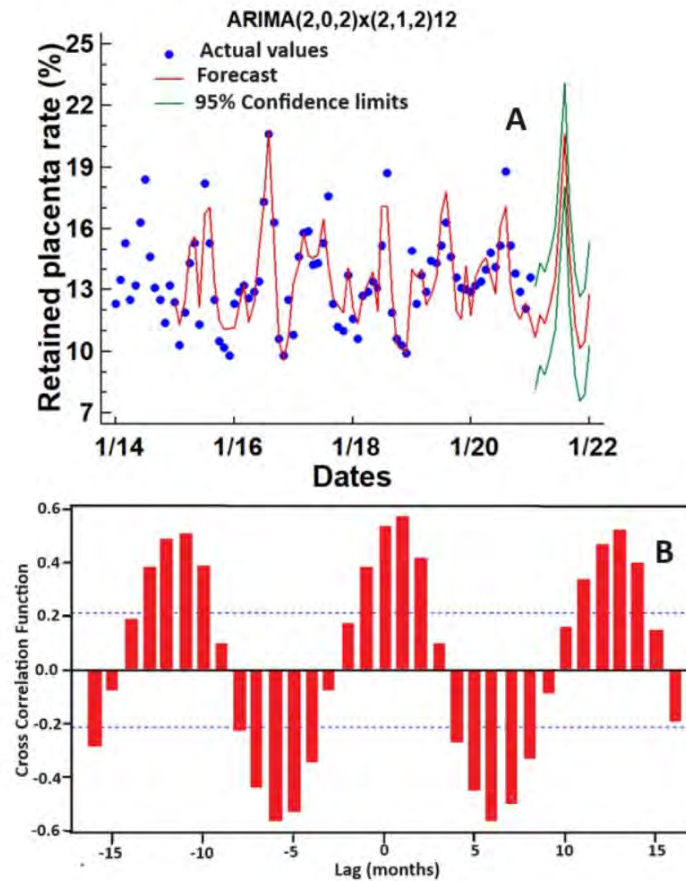 ARIMA(2,0,2)x(2,1,2)12
Retained placenta rate (%)
25
22
19
16
13
10
7
Actual values
Forecast
95% Confidence limits
A
1/14
1/16
1/18
1/20
1/22
Dates
Cross Correlation Function
0.6
0.4
0.2
0.0
-0.2
-0.4
-0.6
B
-15
-10
-5
0
5
10
15
Lag (months)